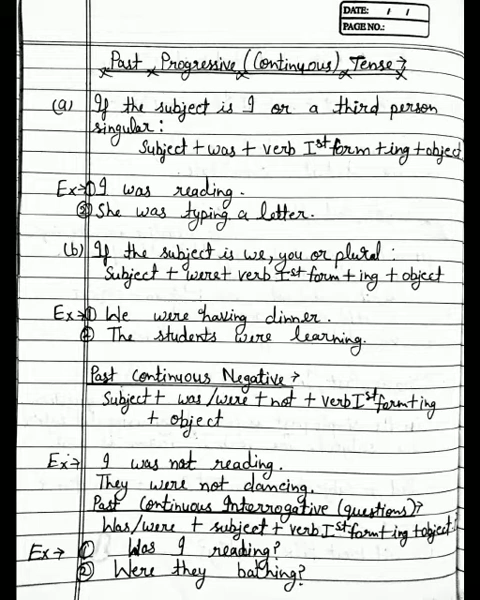 DATE: / /
PAGE NO.:
Past Progressive (Continuous) Tense →
(a) If the subject is I or a third person
singular :
Subject + was + verb Ist form + ing + object
Ex → ① I was reading.
② She was typing a letter.
(b) If the subject is we, you or plural :
Subject + were + verb Ist form + ing + object
Ex → ① We were having dinner.
② The students were learning.
Past Continuous Negative →
Subject + was/were + not + verb Ist form + ing
+ object
Ex → I was not reading.
They were not dancing.
Past Continuous Interrogative (questions) →
Was/were + subject + verb Ist form + ing + object?
Ex → ① Was I reading?
② Were they bathing?